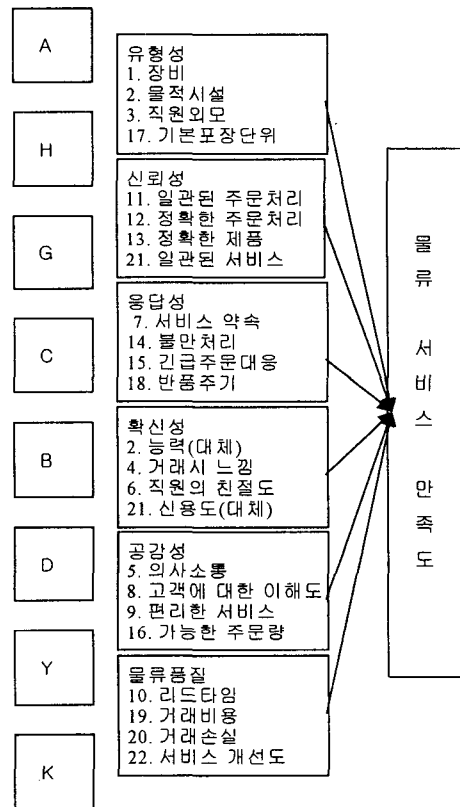 A
H
G
C
B
D
Y
K
유형성
1. 장비
2. 물적시설
3. 직원외모
17. 기본포장단위
신뢰성
11. 일관된 주문처리
12. 정확한 주문처리
13. 정확한 제품
21. 일관된 서비스
응답성
7. 서비스 약속
14. 불만처리
15. 긴급주문대응
18. 반품주기
확신성
2. 능력(대체)
4. 거래시 느낌
6. 직원의 친절도
21. 신용도(대체)
공감성
5. 의사소통
8. 고객에 대한 이해도
9. 편리한 서비스
16. 가능한 주문량
물류품질
10. 리드타임
19. 거래비용
20. 거래손실
22. 서비스 개선도
물류 서비스 만족도